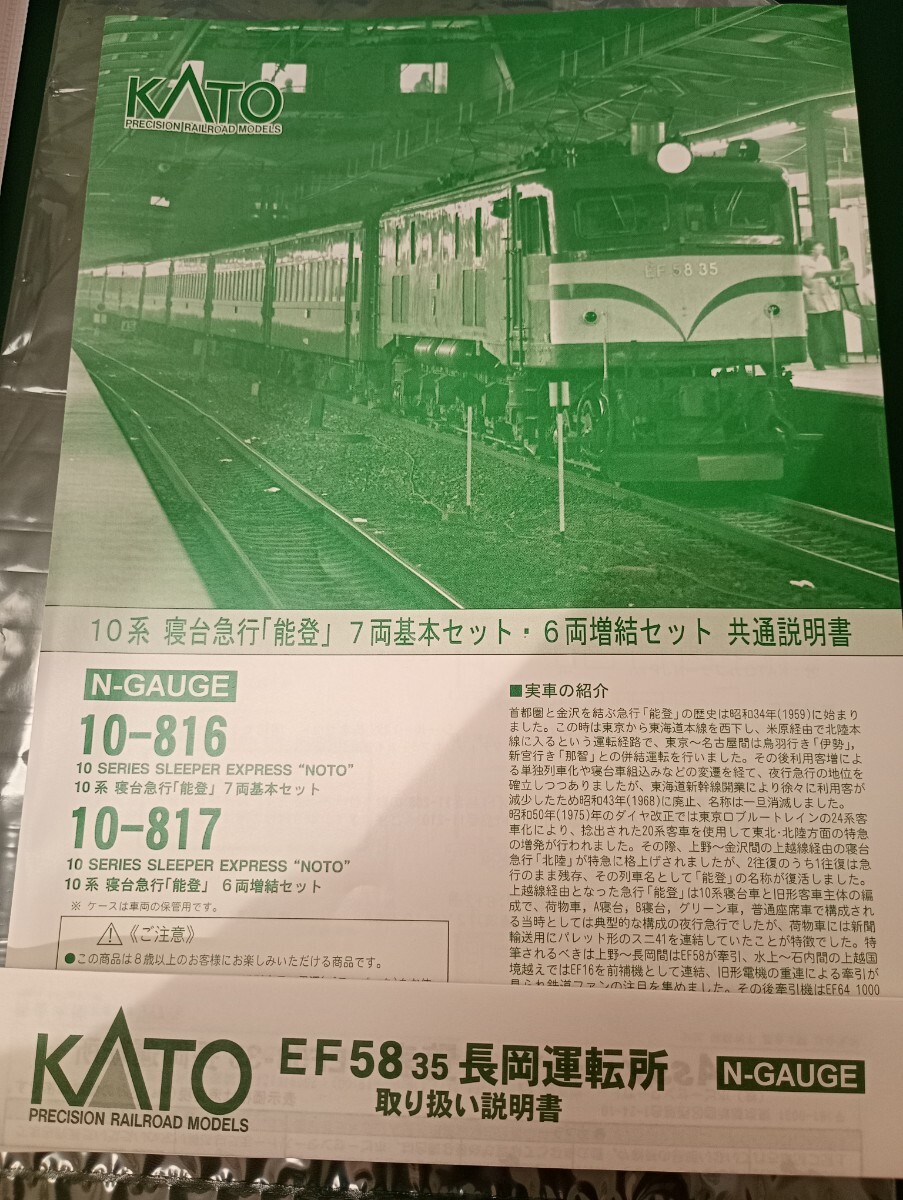 KATO
PRECISION RAILROAD MODELS
EF 58 35
10系 寝台急行「能登」 7両基本セット・6両増結セット 共通説明書
N-GAUGE
10-816
10 SERIES SLEEPER EXPRESS “NOTO”
10系 寝台急行「能登」 7両基本セット
10-817
10 SERIES SLEEPER EXPRESS “NOTO”
10系 寝台急行「能登」 6両増結セット
※ ケースは車両の保管用です。
⚠《ご注意》
●この商品は8歳以上のお客様にお楽しみいただける商品です。
■実車の紹介
首都圏と金沢を結ぶ急行「能登」の歴史は昭和34年(1959)に始まり
ました。この時は東京から東海道本線を西下し、米原経由で北陸本
線に入るという運転経路で、東京～名古屋間は鳥羽行き「伊勢」,
新宮行き「那智」との併結運転を行いました。その後利用客増によ
る単独列車化や寝台車組込みなどの変遷を経て、夜行急行の地位を
確立しつつありましたが、東海道新幹線開業により徐々に利用客が
減少したため昭和43年(1968)に廃止、名称は一旦消滅しました。
昭和50年(1975)年のダイヤ改正では東京口ブルートレインの24系客
車化により、捻出された20系客車を使用して東北・北陸方面の特急
の増発が行われました。その際、上野～金沢間の上越線経由の寝台
急行「北陸」が特急に格上げされましたが、2往復のうち1往復は急
行のまま残存、その列車名として「能登」の名称が復活しました。
上越線経由となった急行「能登」は10系寝台車と旧形客車主体の編
成で、荷物車，A寝台，B寝台，グリーン車，普通座席車で構成され
る当時としては典型的な構成の夜行急行でしたが、荷物車には新聞
輸送用にパレット形のスニ41を連結していたことが特徴でした。特
筆されるべきは上野～長岡間はEF58が牽引、水上～石内間の上越国
境越えではEF16を前補機として連結、旧形電機の重連による牽引が
見られ鉄道ファンの注目を集めました。その後牽引機はEF64 1000
KATO
PRECISION RAILROAD MODELS
EF58 35 長岡運転所
取り扱い説明書
N-GAUGE